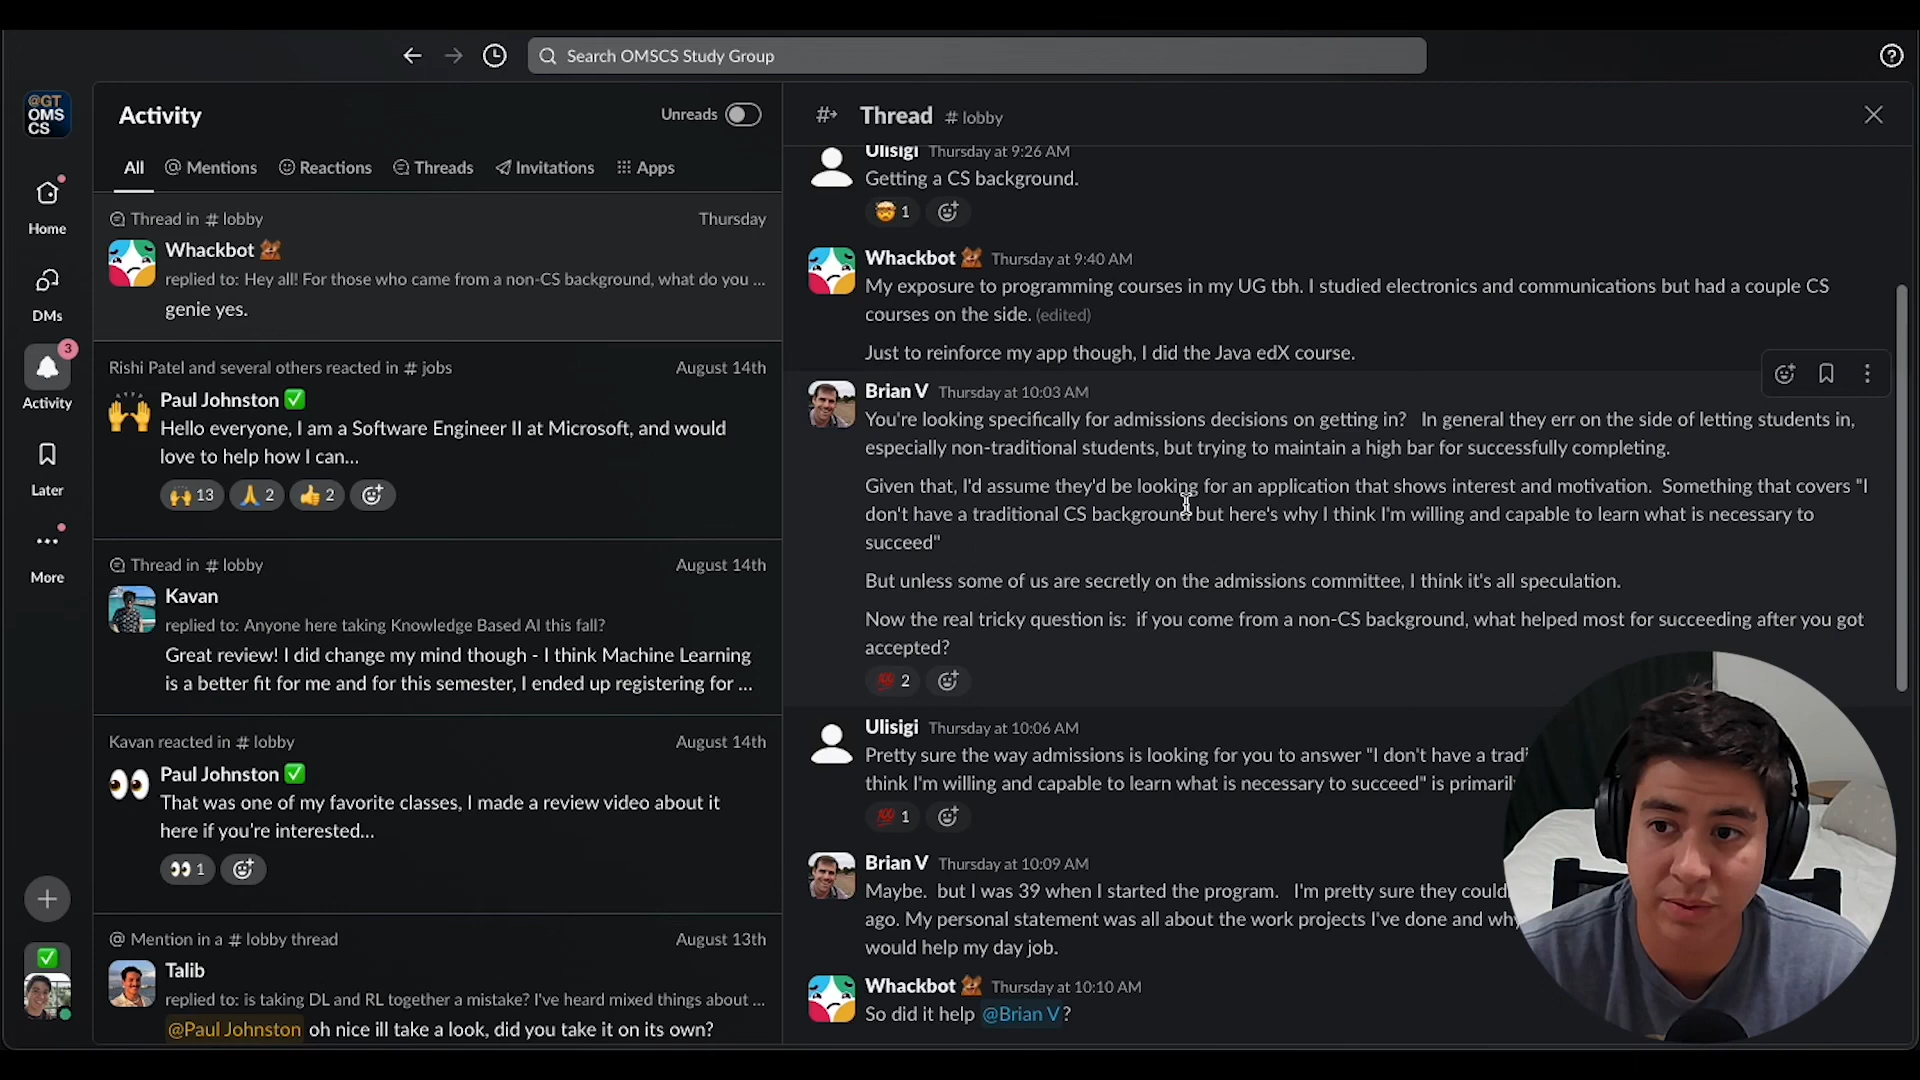 Search OMSCS Study Group
@GT
OMS
CS
Home
DMs
3
Activity
Later
More
Activity
Unreads
All
Mentions
Reactions
Threads
Invitations
Apps
Thread in # lobby
Thursday
Whackbot
replied to: Hey all! For those who came from a non-CS background, what do you ...
genie yes.
Rishi Patel and several others reacted in # jobs
August 14th
Paul Johnston
Hello everyone, I am a Software Engineer II at Microsoft, and would
love to help how I can...
13
2
2
Thread in # lobby
August 14th
Kavan
replied to: Anyone here taking Knowledge Based AI this fall?
Great review! I did change my mind though - I think Machine Learning
is a better fit for me and for this semester, I ended up registering for ...
Kavan reacted in # lobby
August 14th
Paul Johnston
That was one of my favorite classes, I made a review video about it
here if you're interested...
1
@ Mention in a # lobby thread
August 13th
Talib
replied to: is taking DL and RL together a mistake? I've heard mixed things about ...
@Paul Johnston oh nice ill take a look, did you take it on its own?
Thread # lobby
Ulisigi Thursday at 9:26 AM
Getting a CS background.
1
Whackbot Thursday at 9:40 AM
My exposure to programming courses in my UG tbh. I studied electronics and communications but had a couple CS
courses on the side. (edited)
Just to reinforce my app though, I did the Java edX course.
Brian V Thursday at 10:03 AM
You're looking specifically for admissions decisions on getting in? In general they err on the side of letting students in,
especially non-traditional students, but trying to maintain a high bar for successfully completing.
Given that, I'd assume they'd be looking for an application that shows interest and motivation. Something that covers "I
don't have a traditional CS background but here's why I think I'm willing and capable to learn what is necessary to
succeed"
But unless some of us are secretly on the admissions committee, I think it's all speculation.
Now the real tricky question is: if you come from a non-CS background, what helped most for succeeding after you got
accepted?
100 2
Ulisigi Thursday at 10:06 AM
Pretty sure the way admissions is looking for you to answer "I don't have a
think I'm willing and capable to learn what is necessary to succeed" is
100 1
Brian V Thursday at 10:09 AM
Maybe. but I was 39 when I started the program. I'm pretty sure they
ago. My personal statement was all about the work projects I've done and
would help my day job.
Whackbot Thursday at 10:10 AM
So did it help @Brian V?